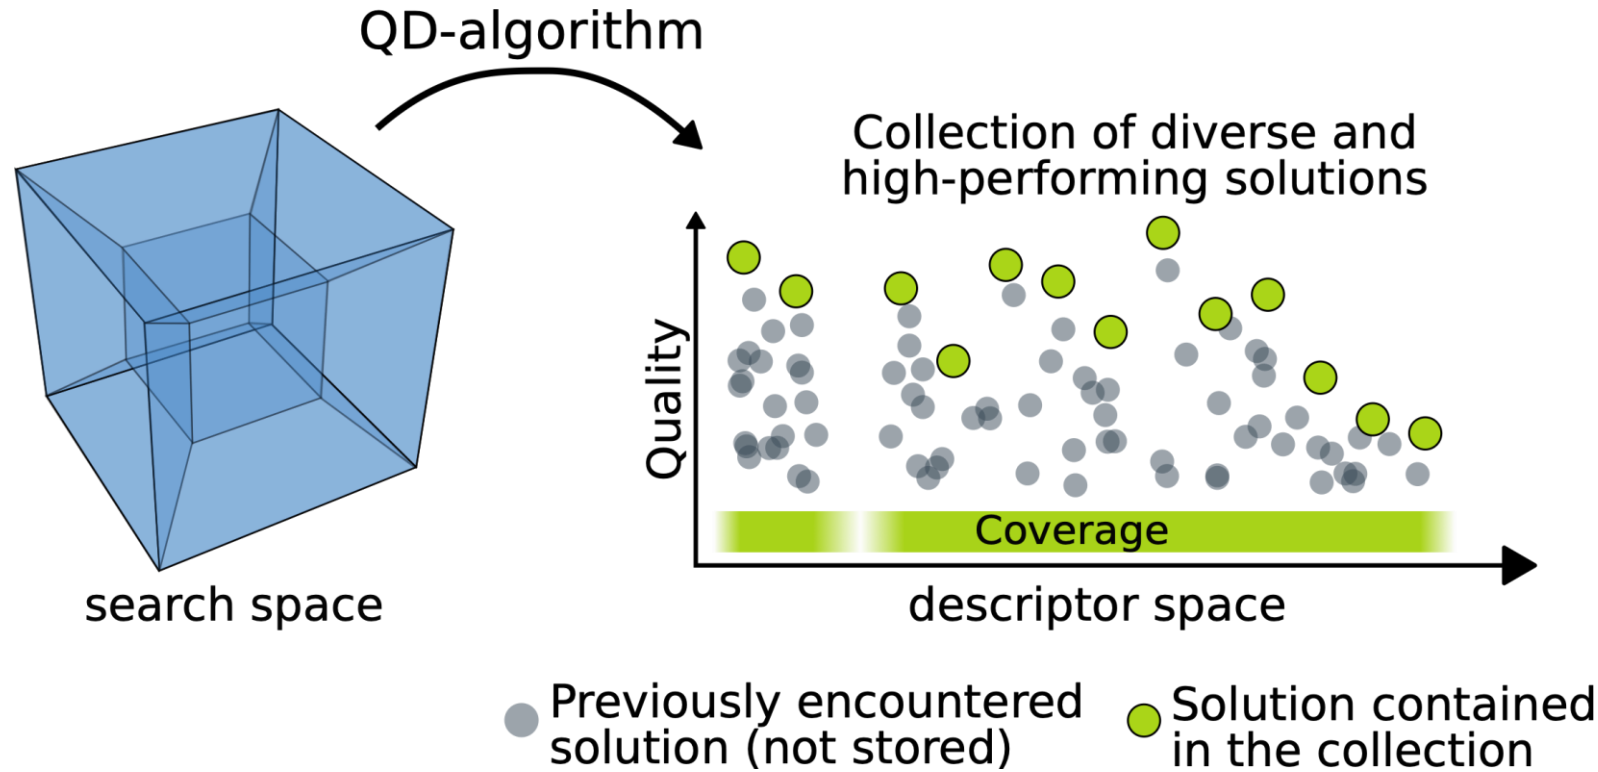 QD-algorithm
Collection of diverse and
high-performing solutions
Quality
Coverage
search space
descriptor space
Previously encountered
solution (not stored)
Solution contained
in the collection